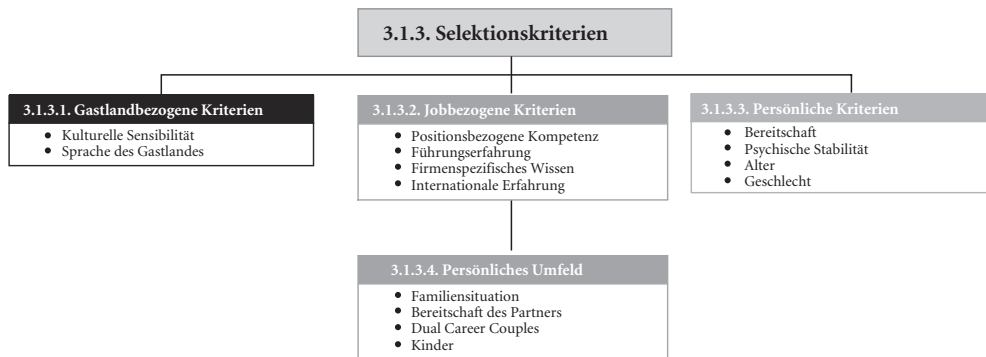 3.1.3. Selektionskriterien
3.1.3.1. Gastlandbezogene Kriterien
• Kulturelle Sensibilität
• Sprache des Gastlandes
3.1.3.2. Jobbezogene Kriterien
• Positionsbezogene Kompetenz
• Führungserfahrung
• Firmenspezifisches Wissen
• Internationale Erfahrung
3.1.3.3. Persönliche Kriterien
• Bereitschaft
• Psychische Stabilität
• Alter
• Geschlecht
3.1.3.4. Persönliches Umfeld
• Familiensituation
• Bereitschaft des Partners
• Dual Career Couples
• Kinder